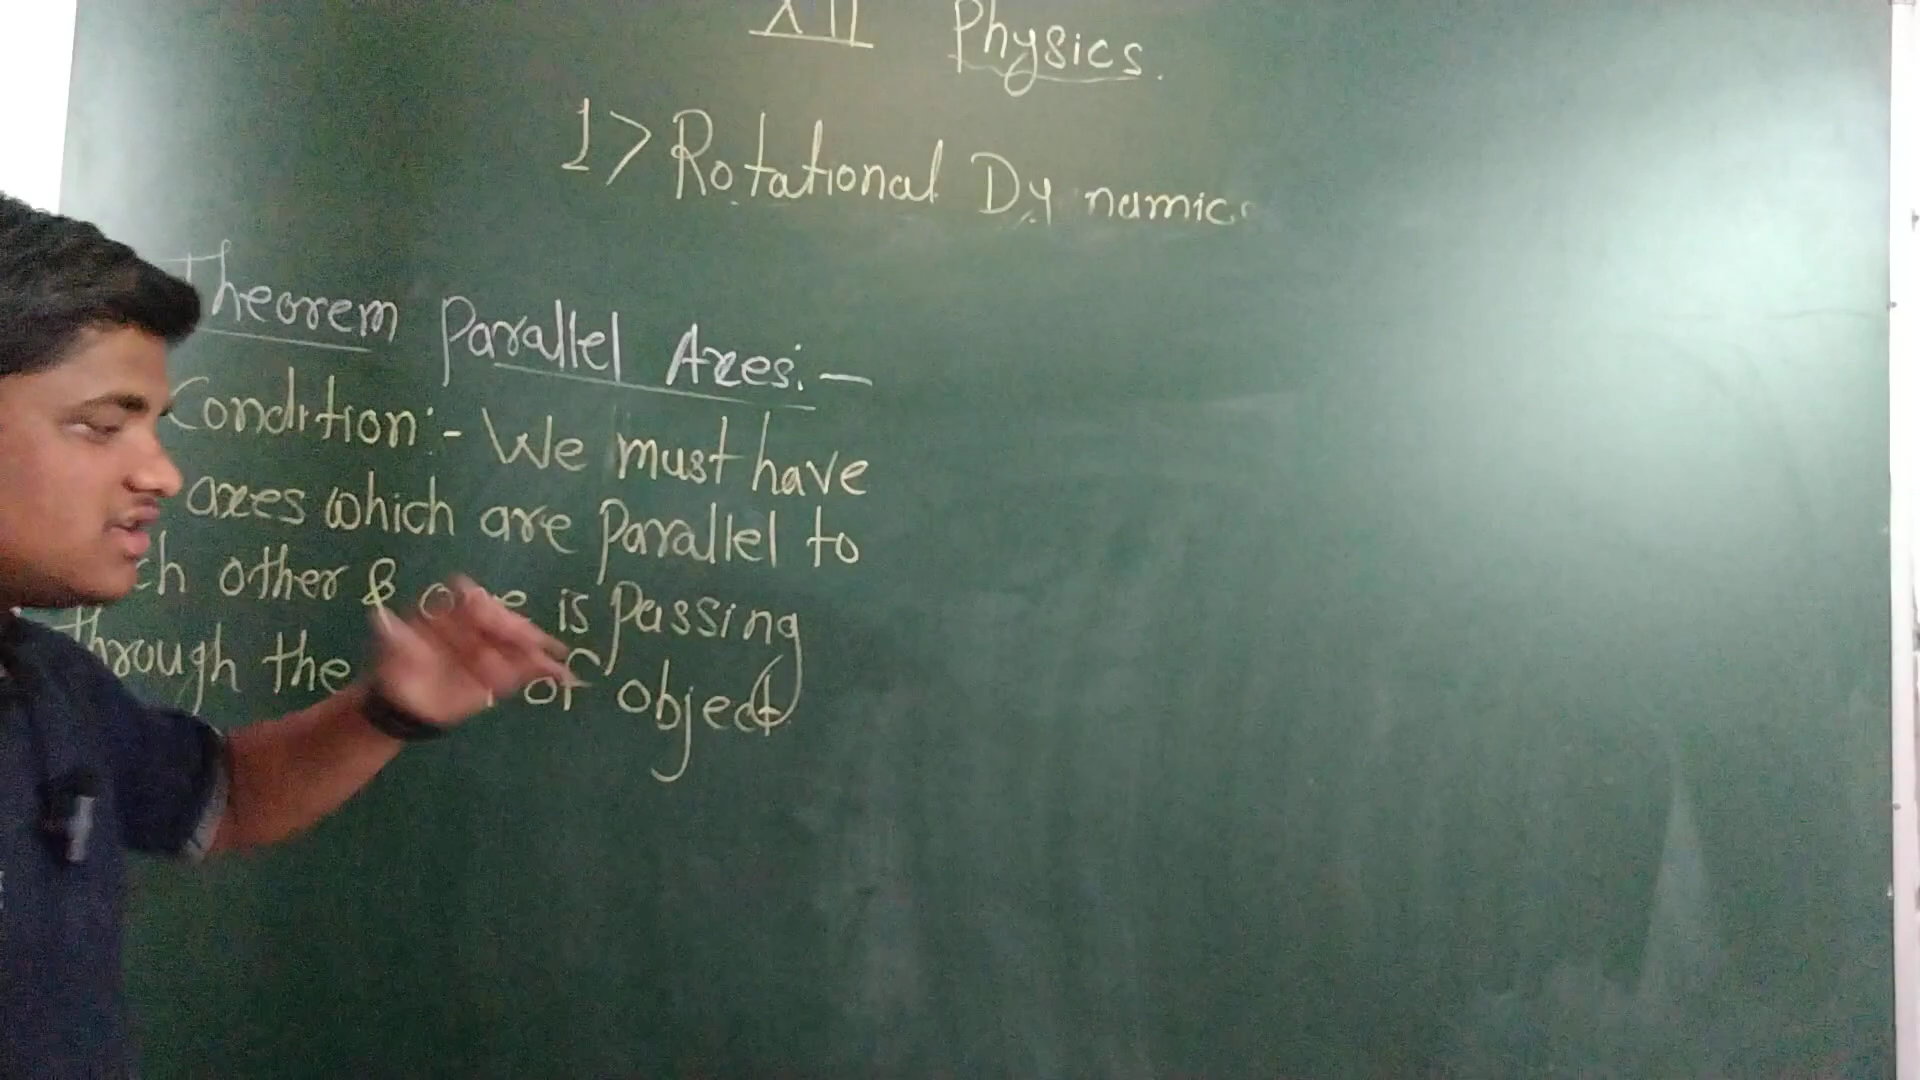 XII Physics.
1> Rotational Dynamics
Theorem Parallel Axes:-
Condition:- We must have
axes which are parallel to
other & one is passing
through the of object